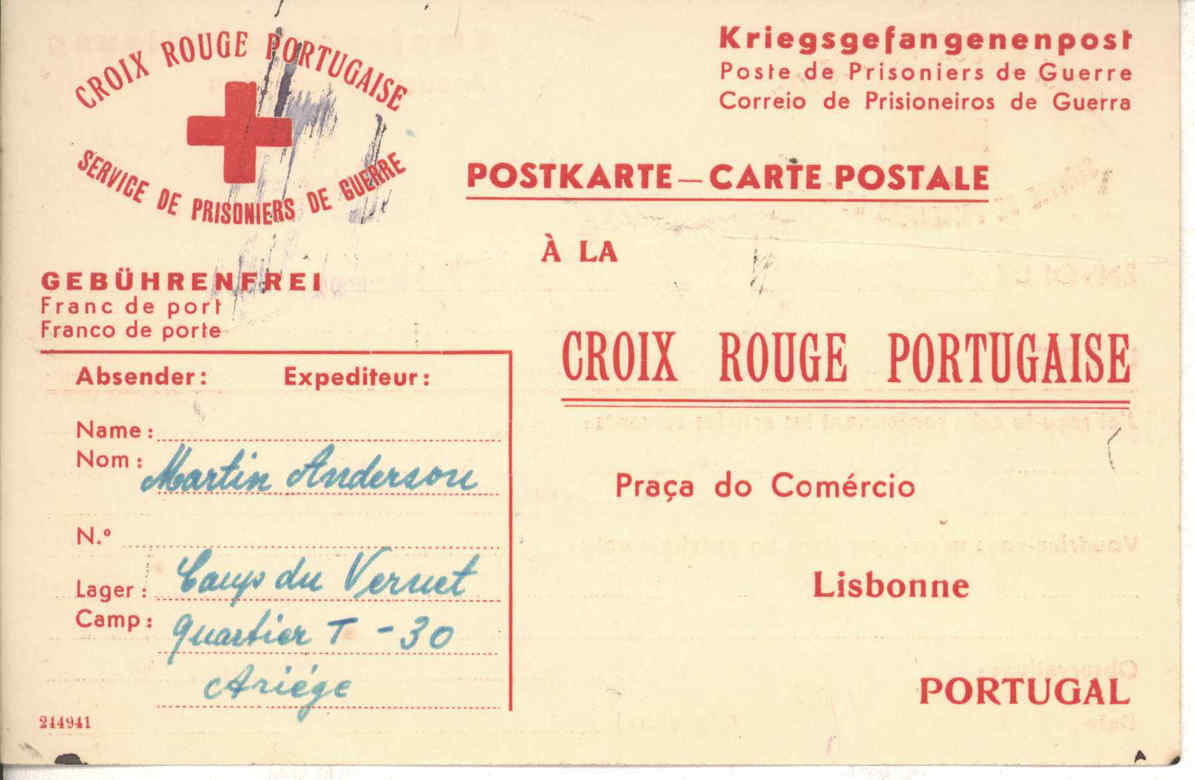 CROIX ROUGE PORTUGAISE
SERVICE DE PRISONIERS DE GUERRE
Kriegsgefangenenpost
Poste de Prisoniers de Guerre
Correio de Prisioneiros de Guerra
POSTKARTE—CARTE POSTALE
À LA
CROIX ROUGE PORTUGAISE
Praça do Comércio
Lisbonne
PORTUGAL
GEBÜHRENFREI
Franc de port
Franco de porte
Absender: Expediteur:
Name:
Nom: Martin Anderson
N.º
Lager: Camp du Vernet
Camp: quartier T - 30
Ariége
244941